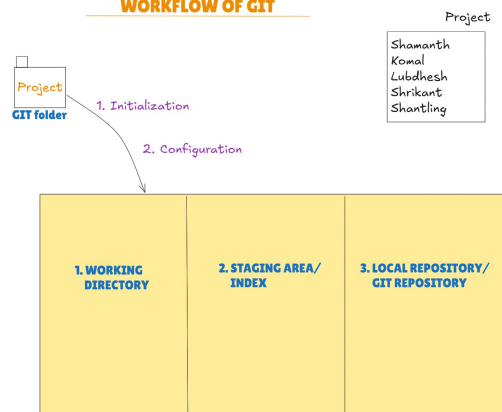 WORKFLOW OF GIT
Project
Shamanth
Komal
Lubdhesh
Shrikant
Shantling
Project
GIT folder
1. Initialization
2. Configuration
1. WORKING
DIRECTORY
2. STAGING AREA/
INDEX
3. LOCAL REPOSITORY/
GIT REPOSITORY